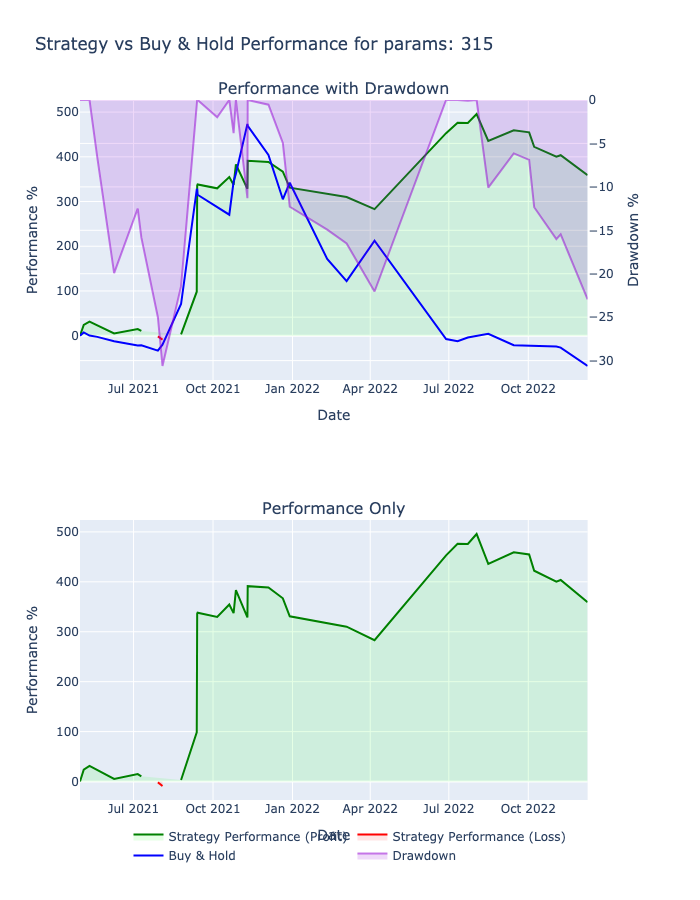 Strategy vs Buy & Hold Performance for params: 315
Performance with Drawdown
500
400
300
200
100
0
Performance %
0
−5
−10
−15
−20
−25
−30
Drawdown %
Jul 2021 Oct 2021 Jan 2022 Apr 2022 Jul 2022 Oct 2022
Date
Performance Only
500
400
300
200
100
0
Performance %
Jul 2021 Oct 2021 Jan 2022 Apr 2022 Jul 2022 Oct 2022
Date
Strategy Performance (Profit) Strategy Performance (Loss)
Buy & Hold Drawdown